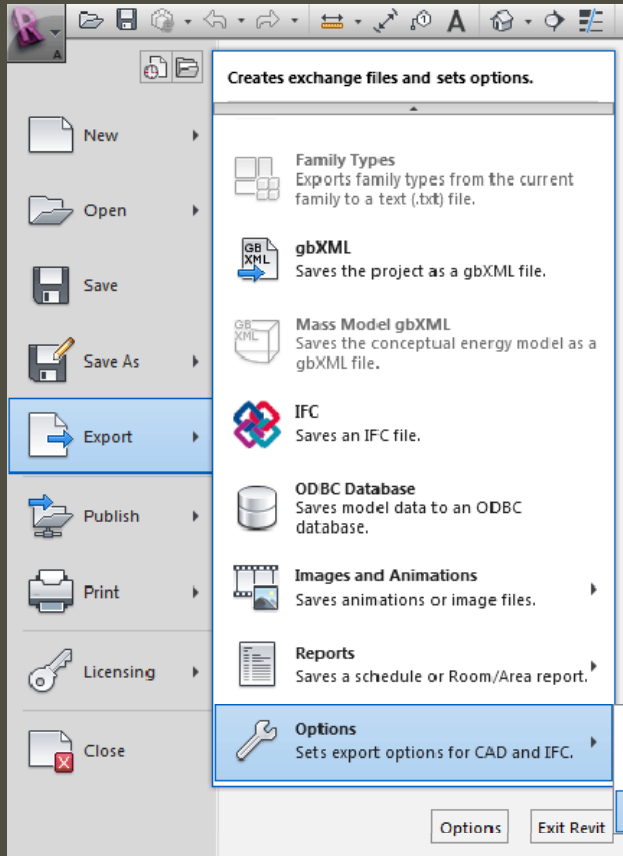 A
A
Creates exchange files and sets options.
New
Open
Save
Save As
Export
Publish
Print
Licensing
Close
Family Types
Exports family types from the current
family to a text (.txt) file.
GB
XML
gbXML
Saves the project as a gbXML file.
GB
XML
Mass Model gbXML
Saves the conceptual energy model as a
gbXML file.
IFC
Saves an IFC file.
ODBC Database
Saves model data to an ODBC
database.
Images and Animations
Saves animations or image files.
Reports
Saves a schedule or Room/Area report.
Options
Sets export options for CAD and IFC.
Options
Exit Revit